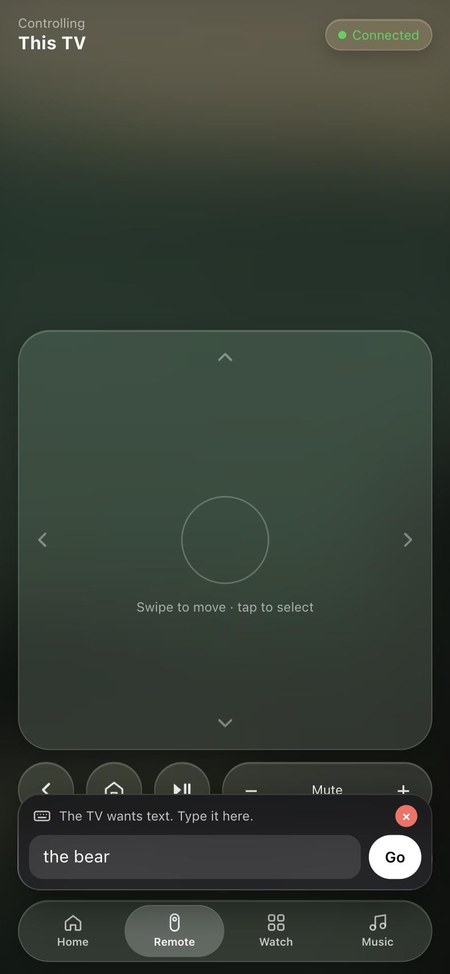 Controlling
This TV
Connected
Swipe to move · tap to select
Mute
The TV wants text. Type it here.
the bear
Go
Home
Remote
Watch
Music